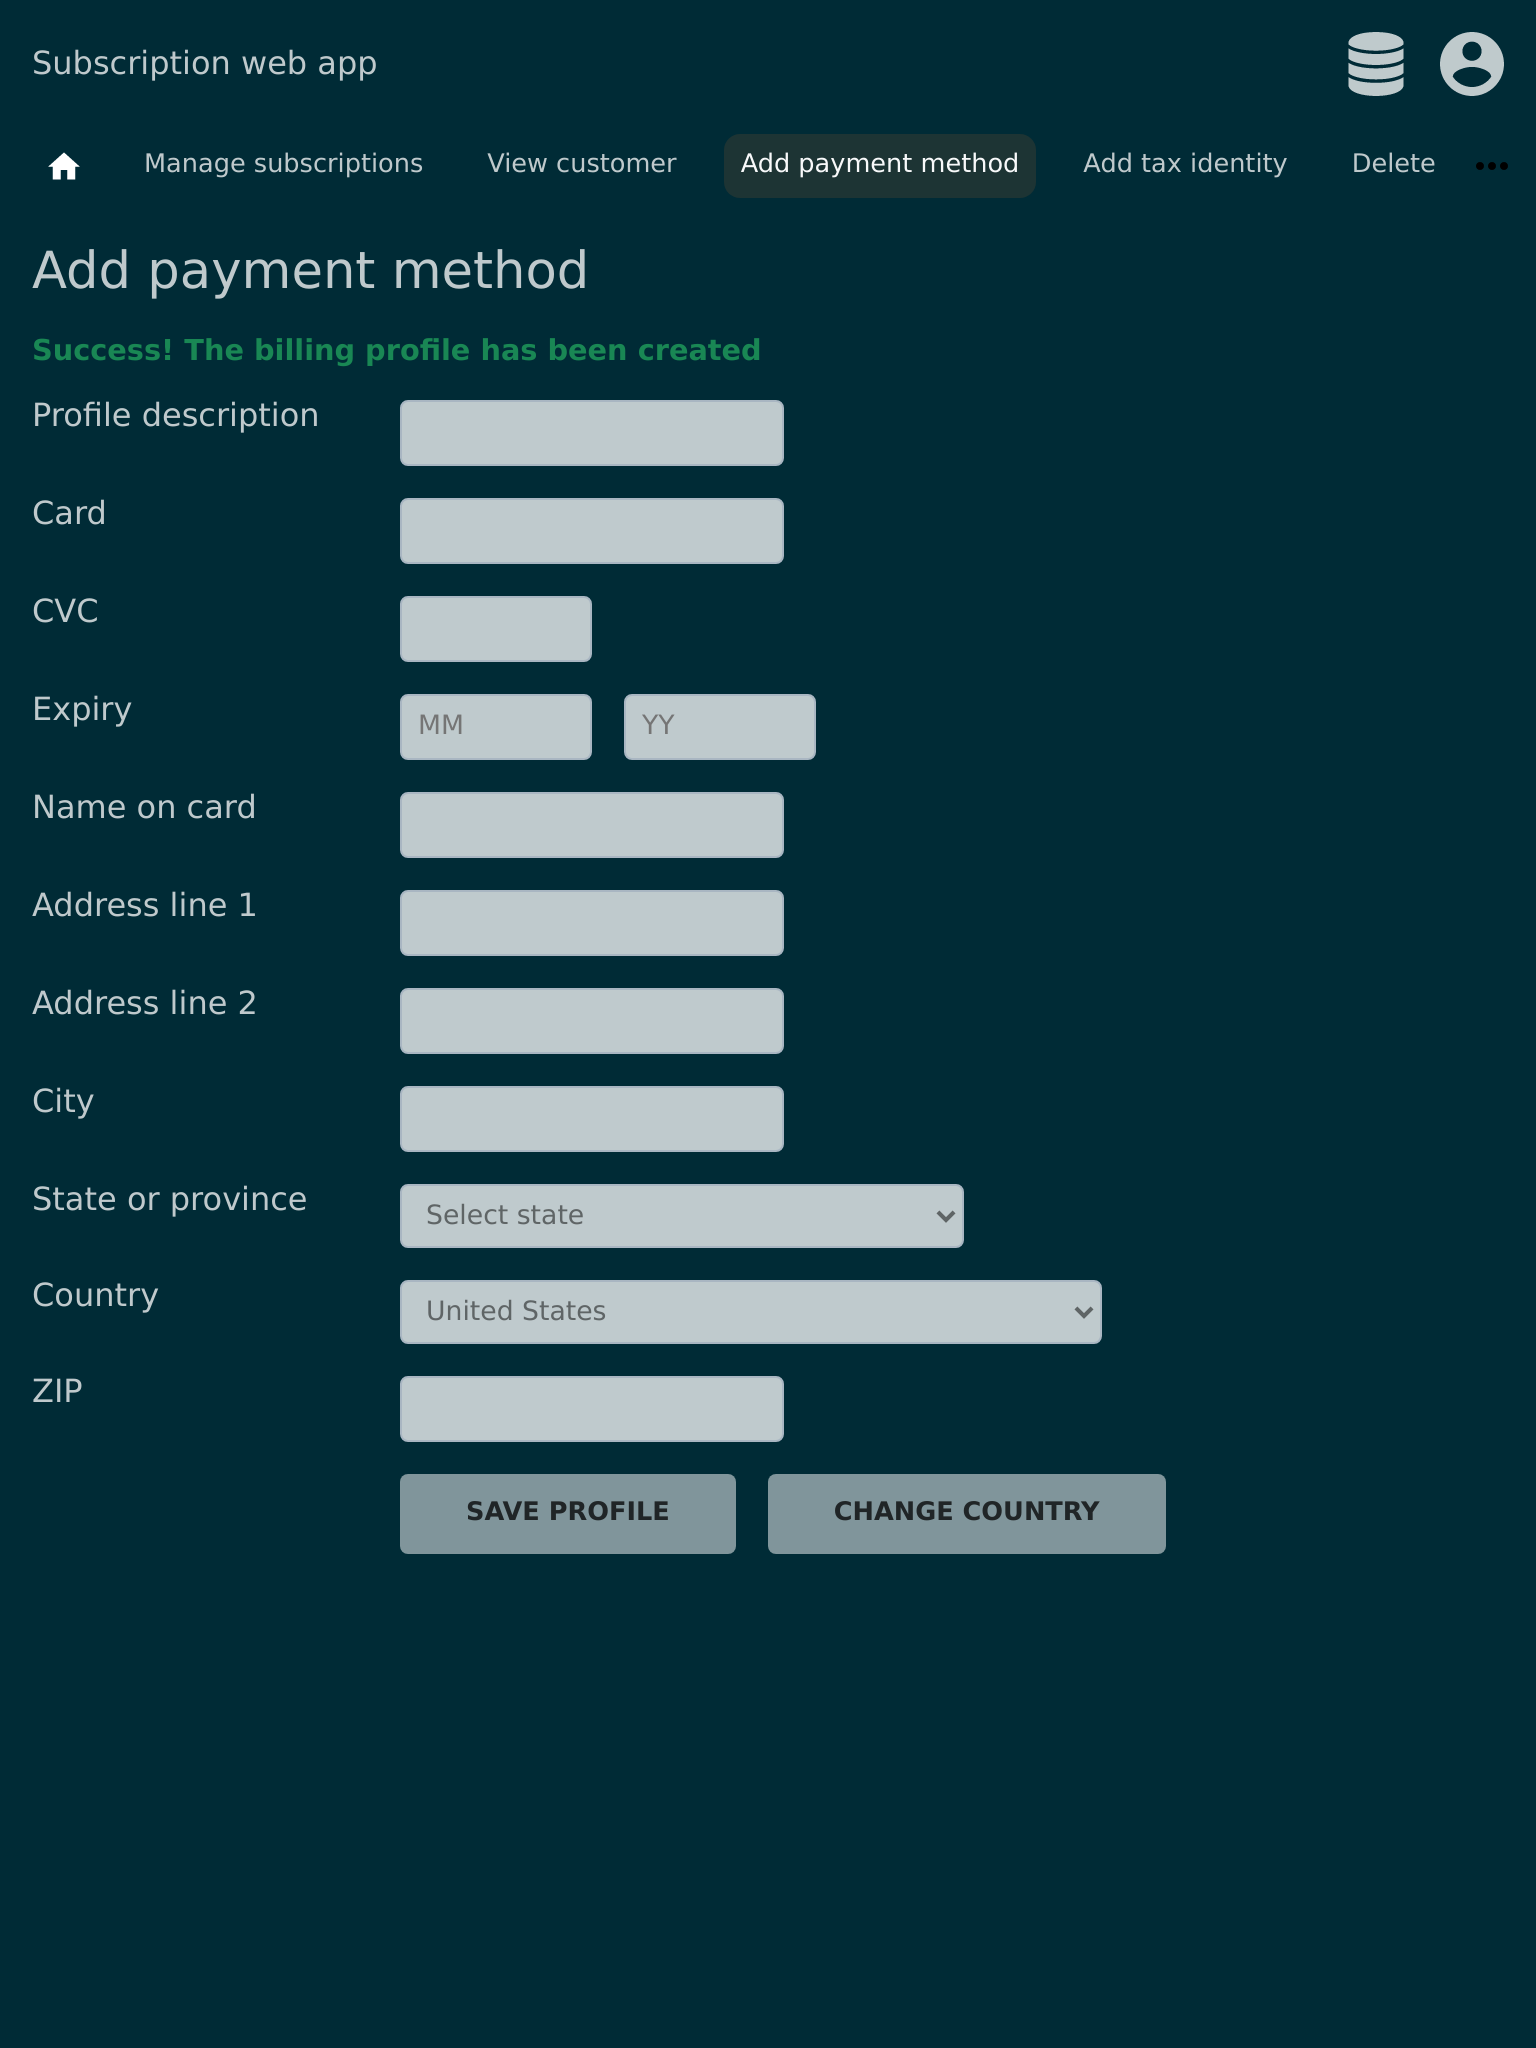 Subscription web app
Manage subscriptions View customer Add payment method Add tax identity Delete
Add payment method
Success! The billing profile has been created
Profile description
Card
CVC
Expiry MM YY
Name on card
Address line 1
Address line 2
City
State or province Select state
Country United States
ZIP
SAVE PROFILE CHANGE COUNTRY